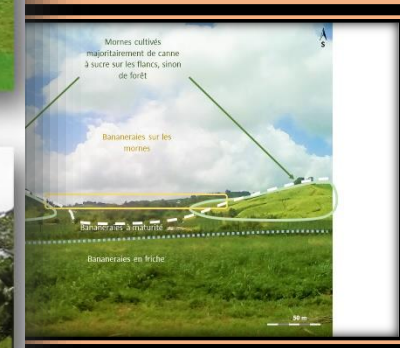 S
Mornes cultivés
majoritairement de canne
à sucre sur les flancs, sinon
de forêt
Bananeraies sur les
mornes
Bananeraies à maturité
Bananeraies en friche
50 m